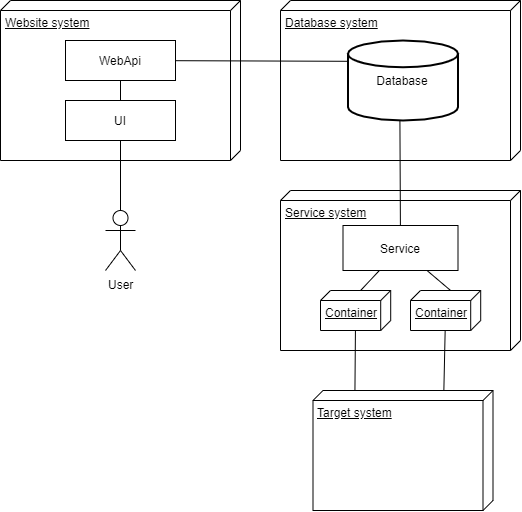 Website system
WebApi
UI
User
Database system
Database
Service system
Service
Container
Container
Target system